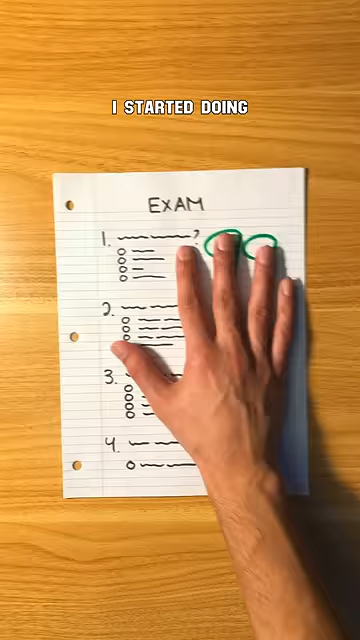 I STARTED DOING
EXAM
1. ?
2.
3.
4.